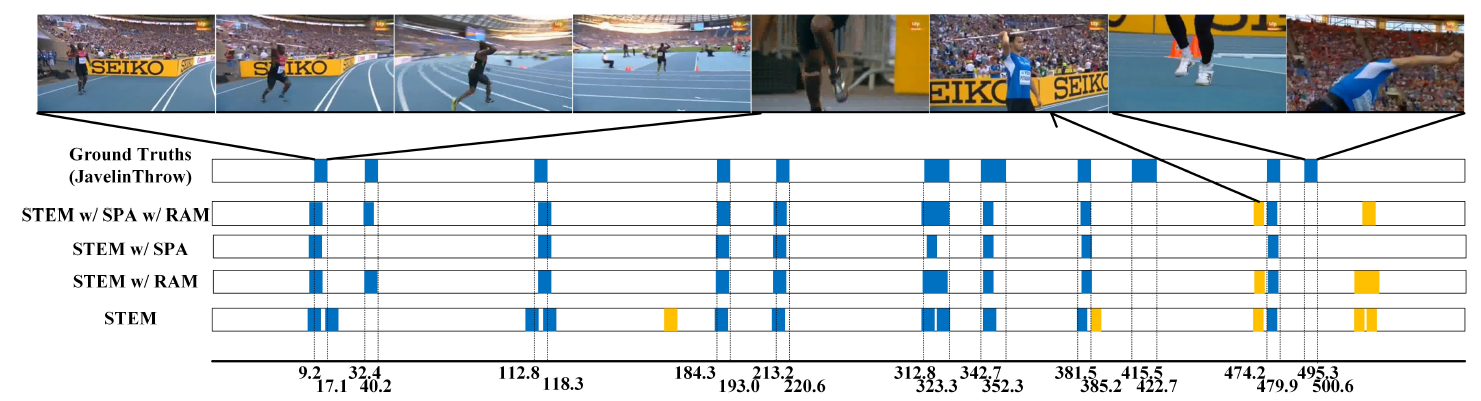 SEIKO
SEIKO
EIKO
SEIKO
Ground Truths
(JavelinThrow)
STEM w/ SPA w/ RAM
STEM w/ SPA
STEM w/ RAM
STEM
9.2 32.4 112.8 184.3 213.2 312.8 342.7 381.5 415.5 474.2 495.3
17.1 40.2 118.3 193.0 220.6 323.3 352.3 385.2 422.7 479.9 500.6